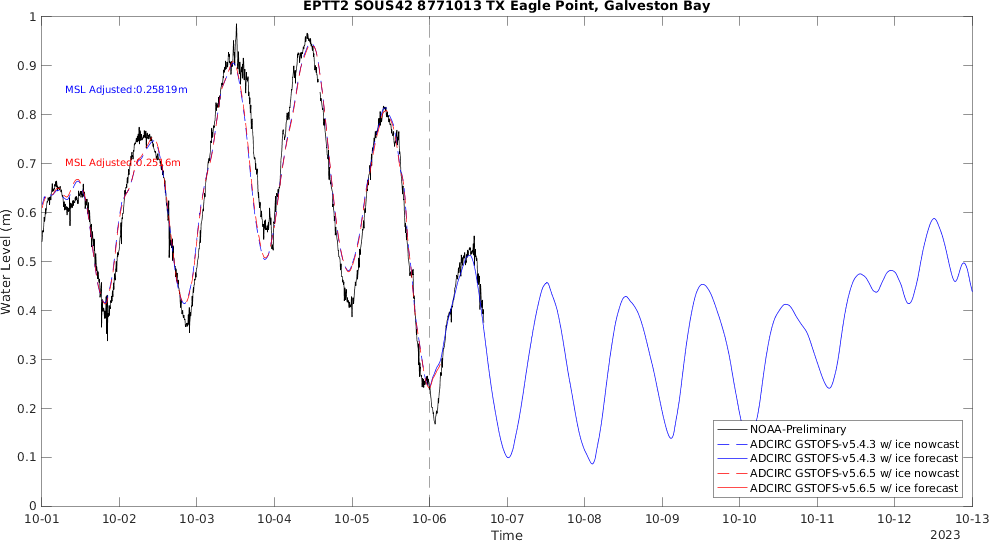 EPTT2 SOUS42 8771013 TX Eagle Point, Galveston Bay
1
0.9
0.8
0.7
0.6
0.5
0.4
0.3
0.2
0.1
0
Water Level (m)
MSL Adjusted:0.25819m
MSL Adjusted:0.2516m
NOAA-Preliminary
ADCIRC GSTOFS-v5.4.3 w/ ice nowcast
ADCIRC GSTOFS-v5.4.3 w/ ice forecast
ADCIRC GSTOFS-v5.6.5 w/ ice nowcast
ADCIRC GSTOFS-v5.6.5 w/ ice forecast
10-01 10-02 10-03 10-04 10-05 10-06 10-07 10-08 10-09 10-10 10-11 10-12 10-13
Time
2023